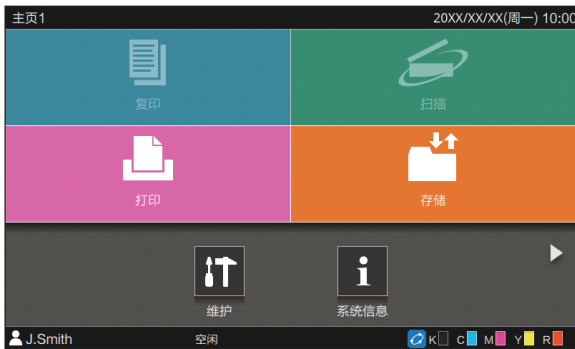 主页1 20XX/XX/XX(周一) 10:00
复印 扫描
打印 存储
维护 系统信息
J.Smith 空闲 K C M Y R